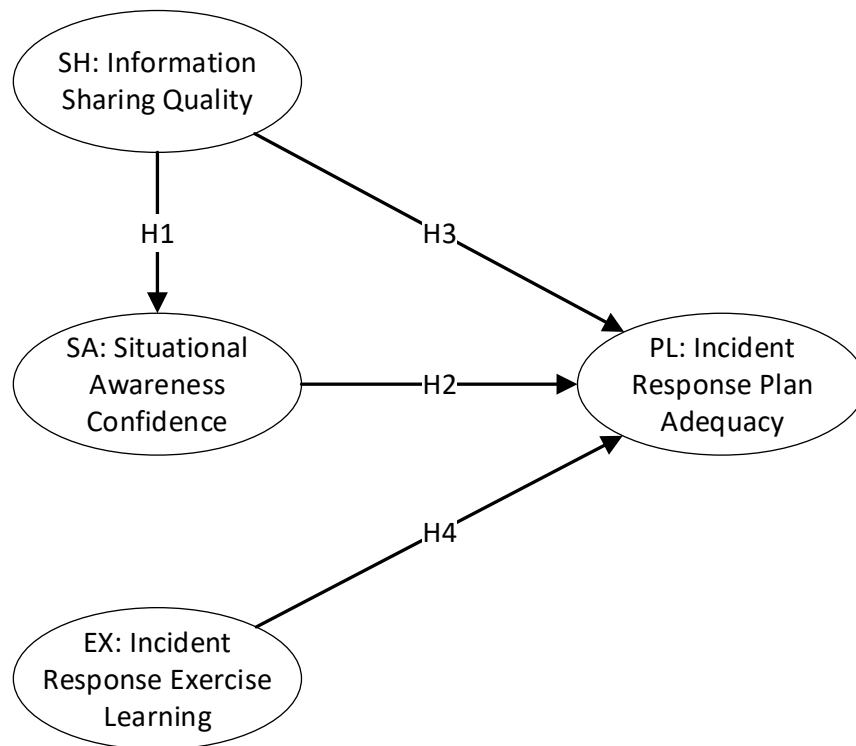 SH: Information
Sharing Quality
H1
H3
SA: Situational
Awareness
Confidence
H2
PL: Incident
Response Plan
Adequacy
H4
EX: Incident
Response Exercise
Learning